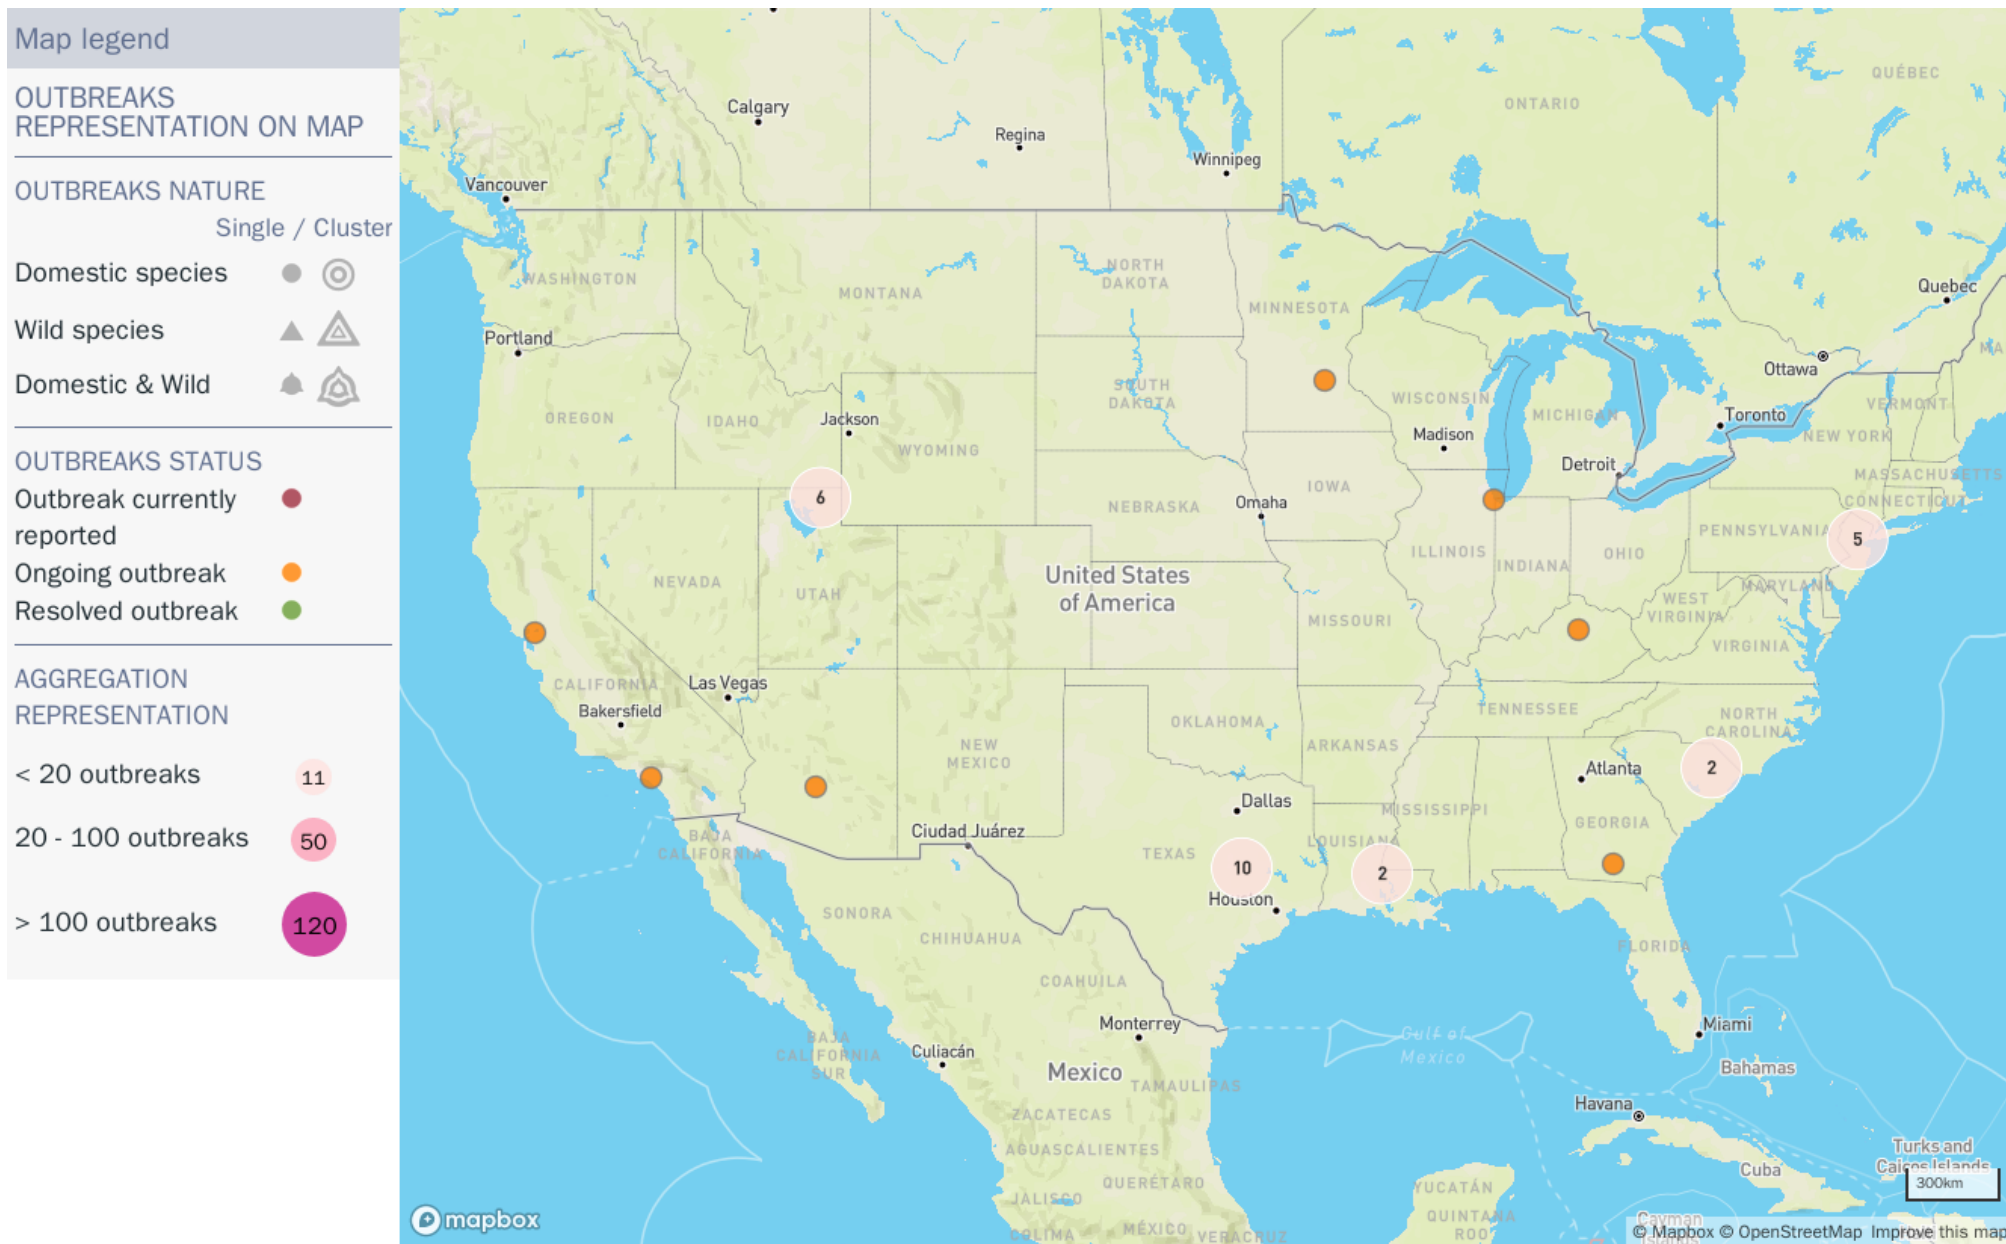 Map legend
OUTBREAKS
REPRESENTATION ON MAP
OUTBREAKS NATURE
Single / Cluster
Domestic species
Wild species
Domestic & Wild
OUTBREAKS STATUS
Outbreak currently
reported
Ongoing outbreak
Resolved outbreak
AGGREGATION
REPRESENTATION
< 20 outbreaks 11
20 - 100 outbreaks 50
> 100 outbreaks 120
QUÉBEC
ONTARIO
Calgary
Regina
Winnipeg
Vancouver
WASHINGTON
MONTANA
NORTH
DAKOTA
MINNESOTA
Quebec
Portland
Ottawa
MA
SOUTH
DAKOTA
WISCONSIN
MICHIGAN
VERMONT
OREGON
IDAHO
Jackson
WYOMING
Madison
Toronto
NEW YORK
Detroit
MASSACHUSETTS
CONNECTICUT
6
IOWA
NEBRASKA
Omaha
PENNSYLVANIA
5
ILLINOIS
INDIANA
OHIO
NEVADA
UTAH
United States
of America
MARYLAND
WEST
VIRGINIA
MISSOURI
VIRGINIA
CALIFORNIA
Las Vegas
Bakersfield
OKLAHOMA
TENNESSEE
NORTH
CAROLINA
NEW
MEXICO
ARKANSAS
Atlanta
2
Dallas
MISSISSIPPI
GEORGIA
Ciudad Juárez
BAJA
CALIFORNIA
TEXAS
LOUISIANA
10
2
Houston
SONORA
CHIHUAHUA
FLORIDA
COAHUILA
Monterrey
Miami
Gulf of
Mexico
BAJA
CALIFORNIA
SUR
Culiacán
Mexico
TAMAULIPAS
Bahamas
ZACATECAS
Havana
AGUASCALIENTES
Turks and
Caicos Islands
Cuba
300km
QUERÉTARO
JALISCO
YUCATÁN
QUINTANA
ROO
mapbox
COLIMA
MÉXICO
VERACRUZ
Cayman
Islands
© Mapbox © OpenStreetMap Improve this map